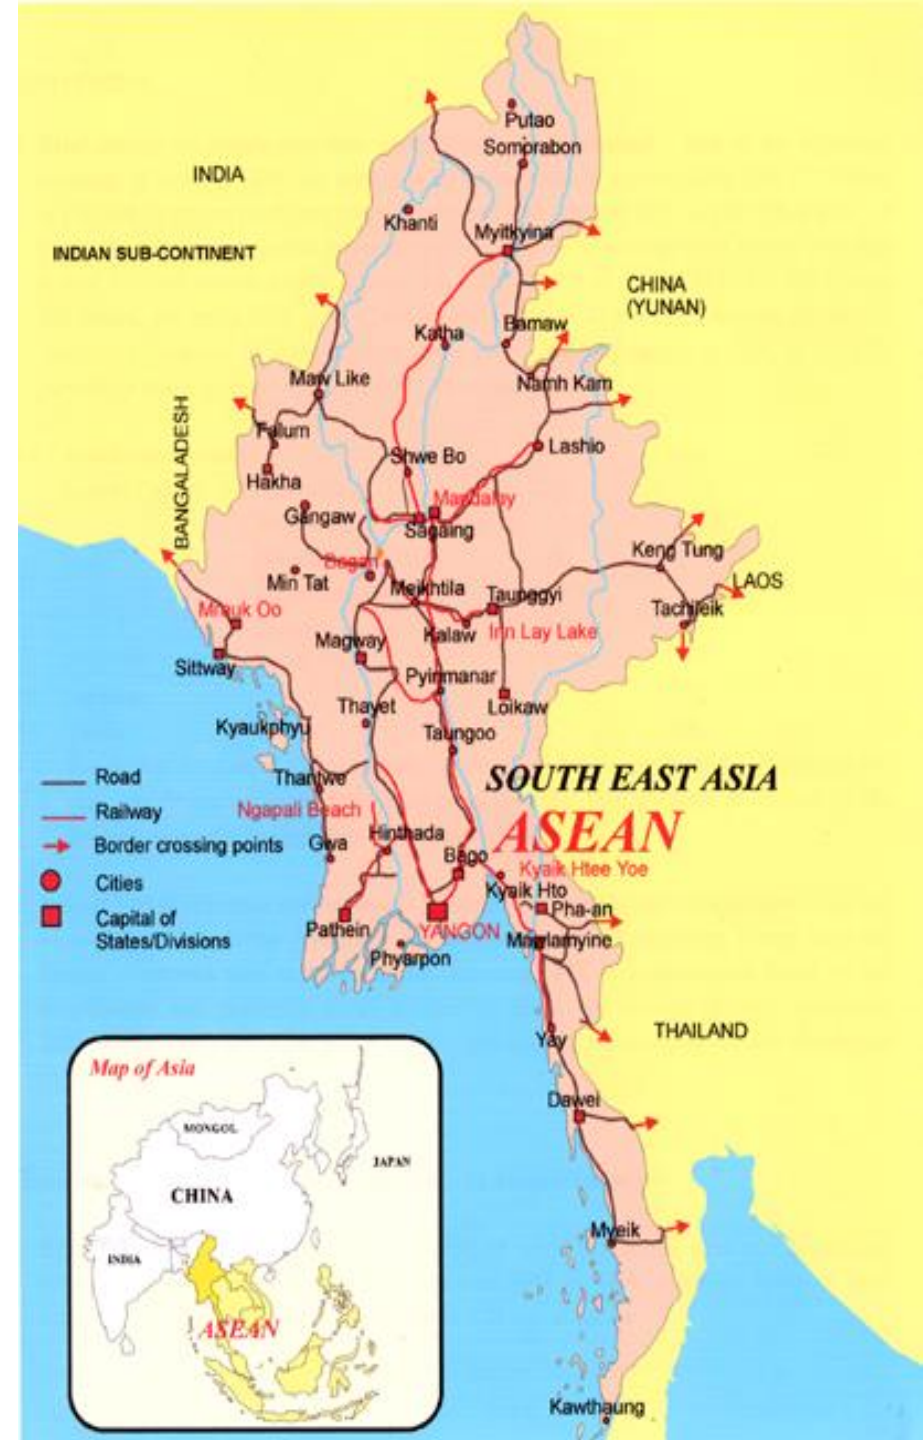 Putao
Somprabon
INDIA
Khanti
Myitkyina
INDIAN SUB-CONTINENT
CHINA
(YUNAN)
Katha
Bamaw
Maw Like
Namh Kam
BANGALADESH
Falum
Shwe Bo
Lashio
Hakha
Mandalay
Gangaw
Sagaing
Keng Tung
Bagan
Min Tat
Meikhtila
Taunggyi
LAOS
Mrauk Oo
Tachileik
Magway
Kalaw
Inn Lay Lake
Sittway
Pyinmanar
Thayet
Loikaw
Kyaukphyu
Taungoo
Road
Thantwe
SOUTH EAST ASIA
Railway
Ngapali Beach
ASEAN
Border crossing points
Gwa
Hinthada
Bago
Kyaik Htee Yoe
Cities
Kyaik Hto
Capital of
States/Divisions
Pha-an
Pathein
YANGON
Mawlamyine
Phyarpon
Yay
THAILAND
Map of Asia
Dawei
MONGOL
JAPAN
CHINA
Myeik
INDIA
ASEAN
Kawthaung